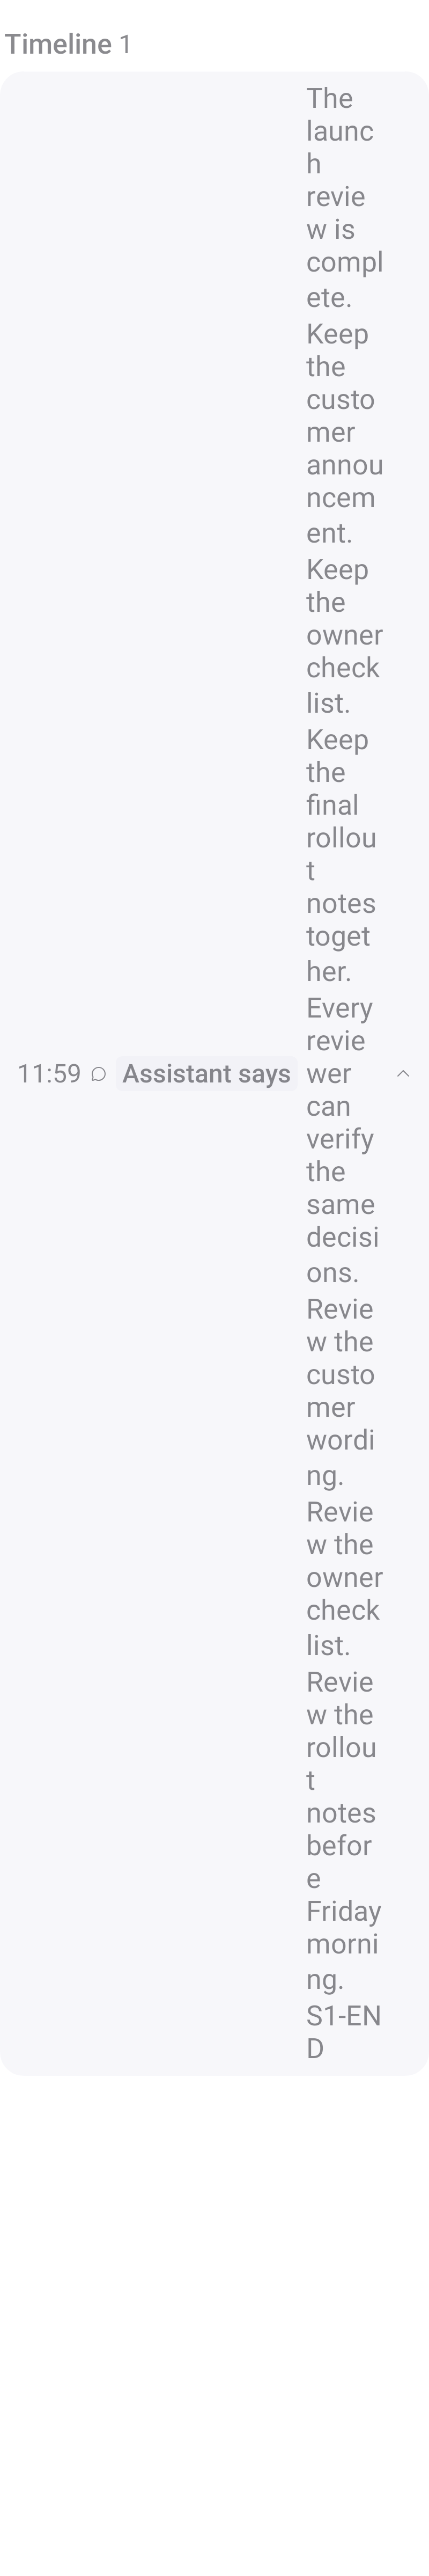 Timeline 1
The
launc
h
revie
w is
compl
ete.
Keep
the
custo
mer
annou
ncem
ent.
Keep
the
owner
check
list.
Keep
the
final
rollou
t
notes
toget
her.
Every
revie
11:59 Assistant says wer
can
verify
the
same
decisi
ons.
Revie
w the
custo
mer
wordi
ng.
Revie
w the
owner
check
list.
Revie
w the
rollou
t
notes
befor
e
Friday
morni
ng.
S1-EN
D